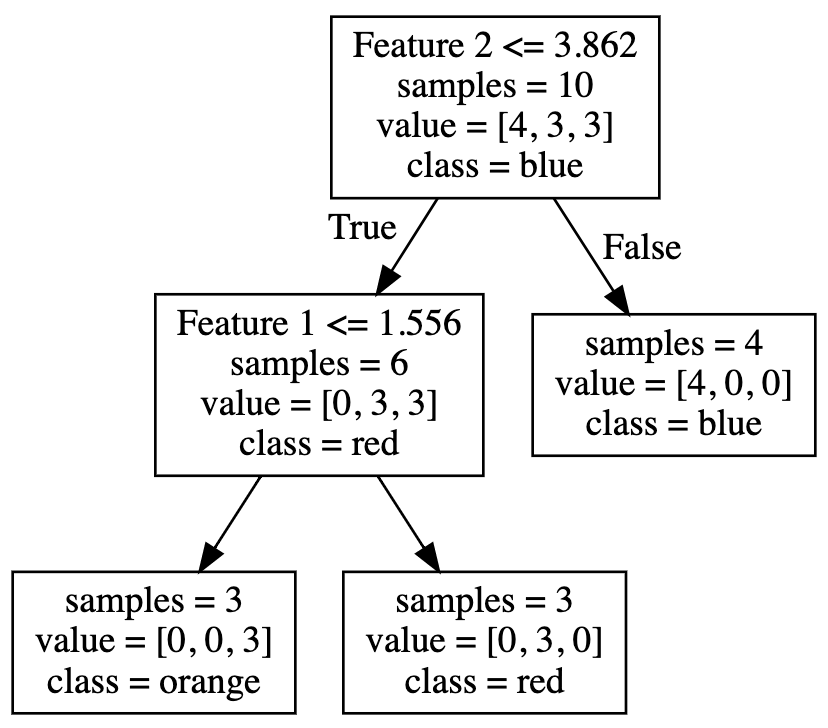 Feature 2 <= 3.862
samples = 10
value = [4, 3, 3]
class = blue
True
False
Feature 1 <= 1.556
samples = 6
value = [0, 3, 3]
class = red
samples = 4
value = [4, 0, 0]
class = blue
samples = 3
value = [0, 0, 3]
class = orange
samples = 3
value = [0, 3, 0]
class = red